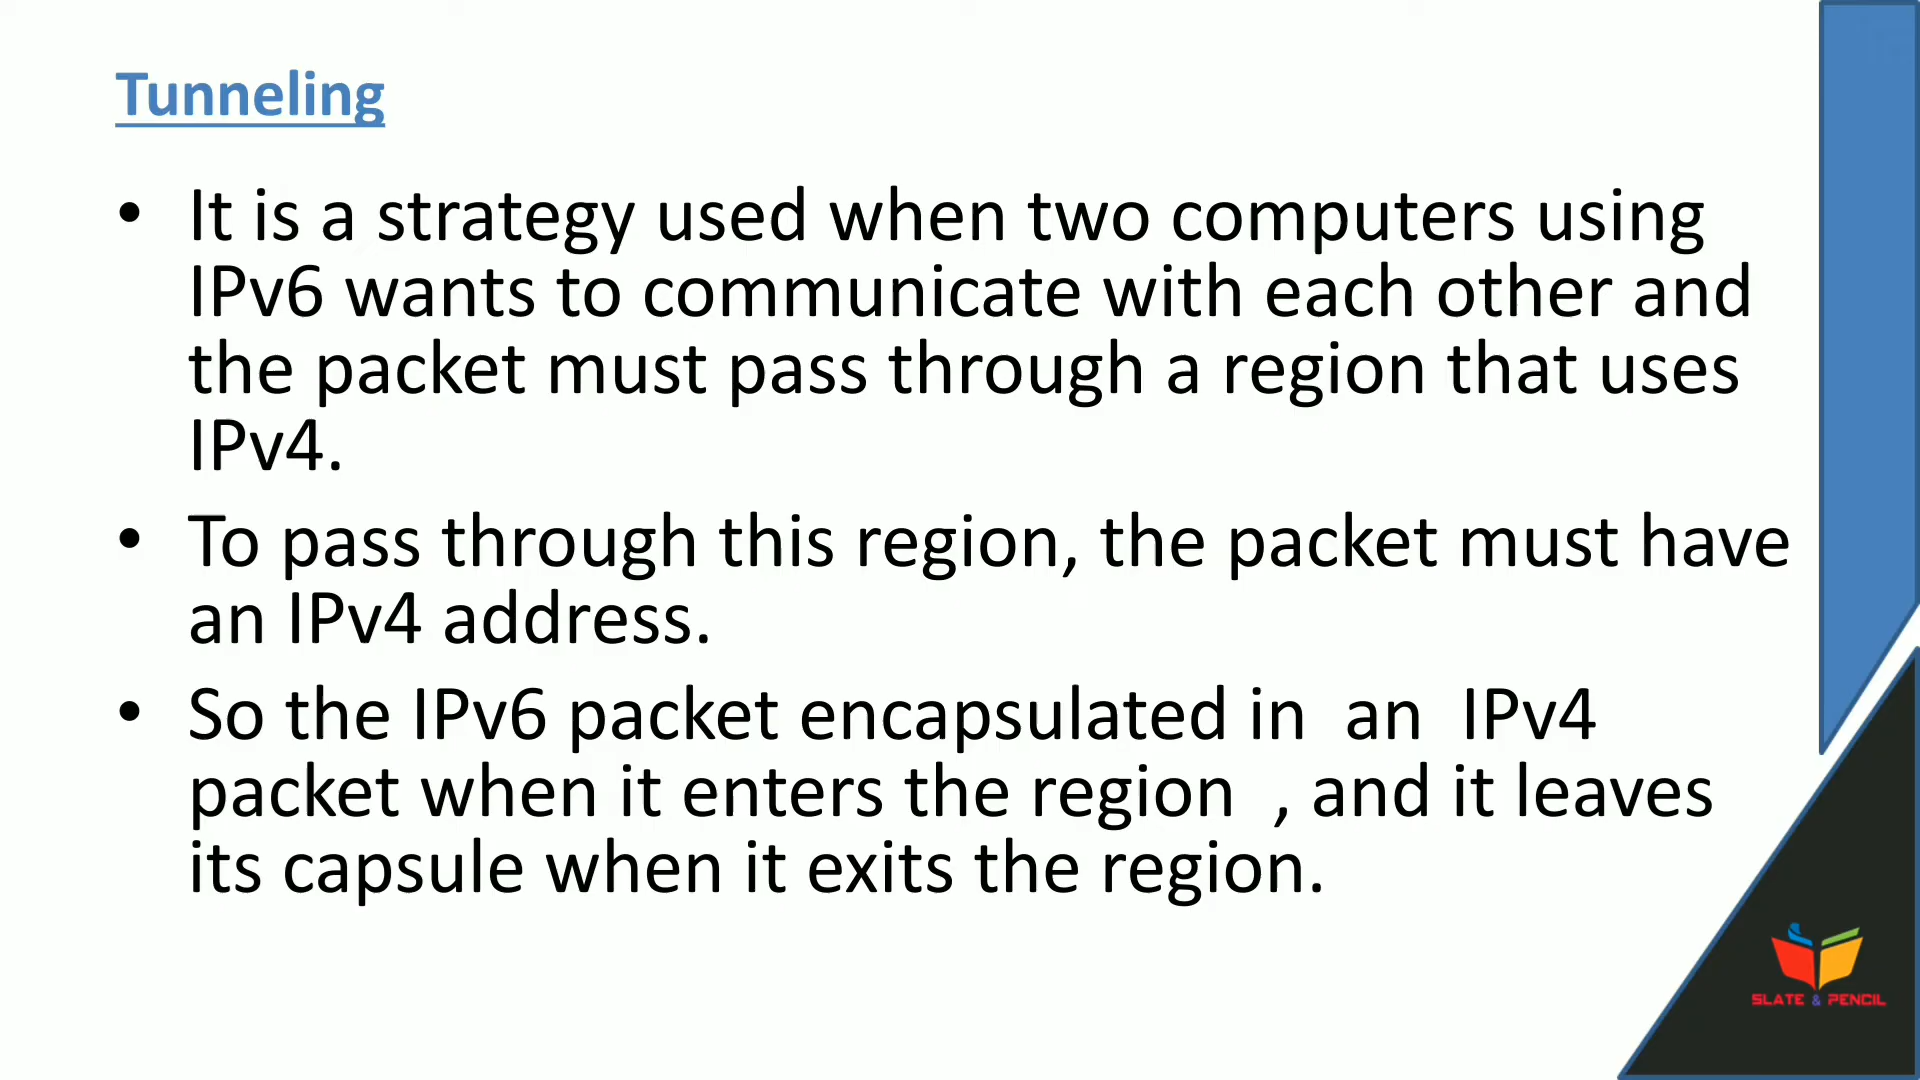 Tunneling
• It is a strategy used when two computers using
IPv6 wants to communicate with each other and
the packet must pass through a region that uses
IPv4.
• To pass through this region, the packet must have
an IPv4 address.
• So the IPv6 packet encapsulated in  an  IPv4
packet when it enters the region  , and it leaves
its capsule when it exits the region.
SLATE & PENCIL